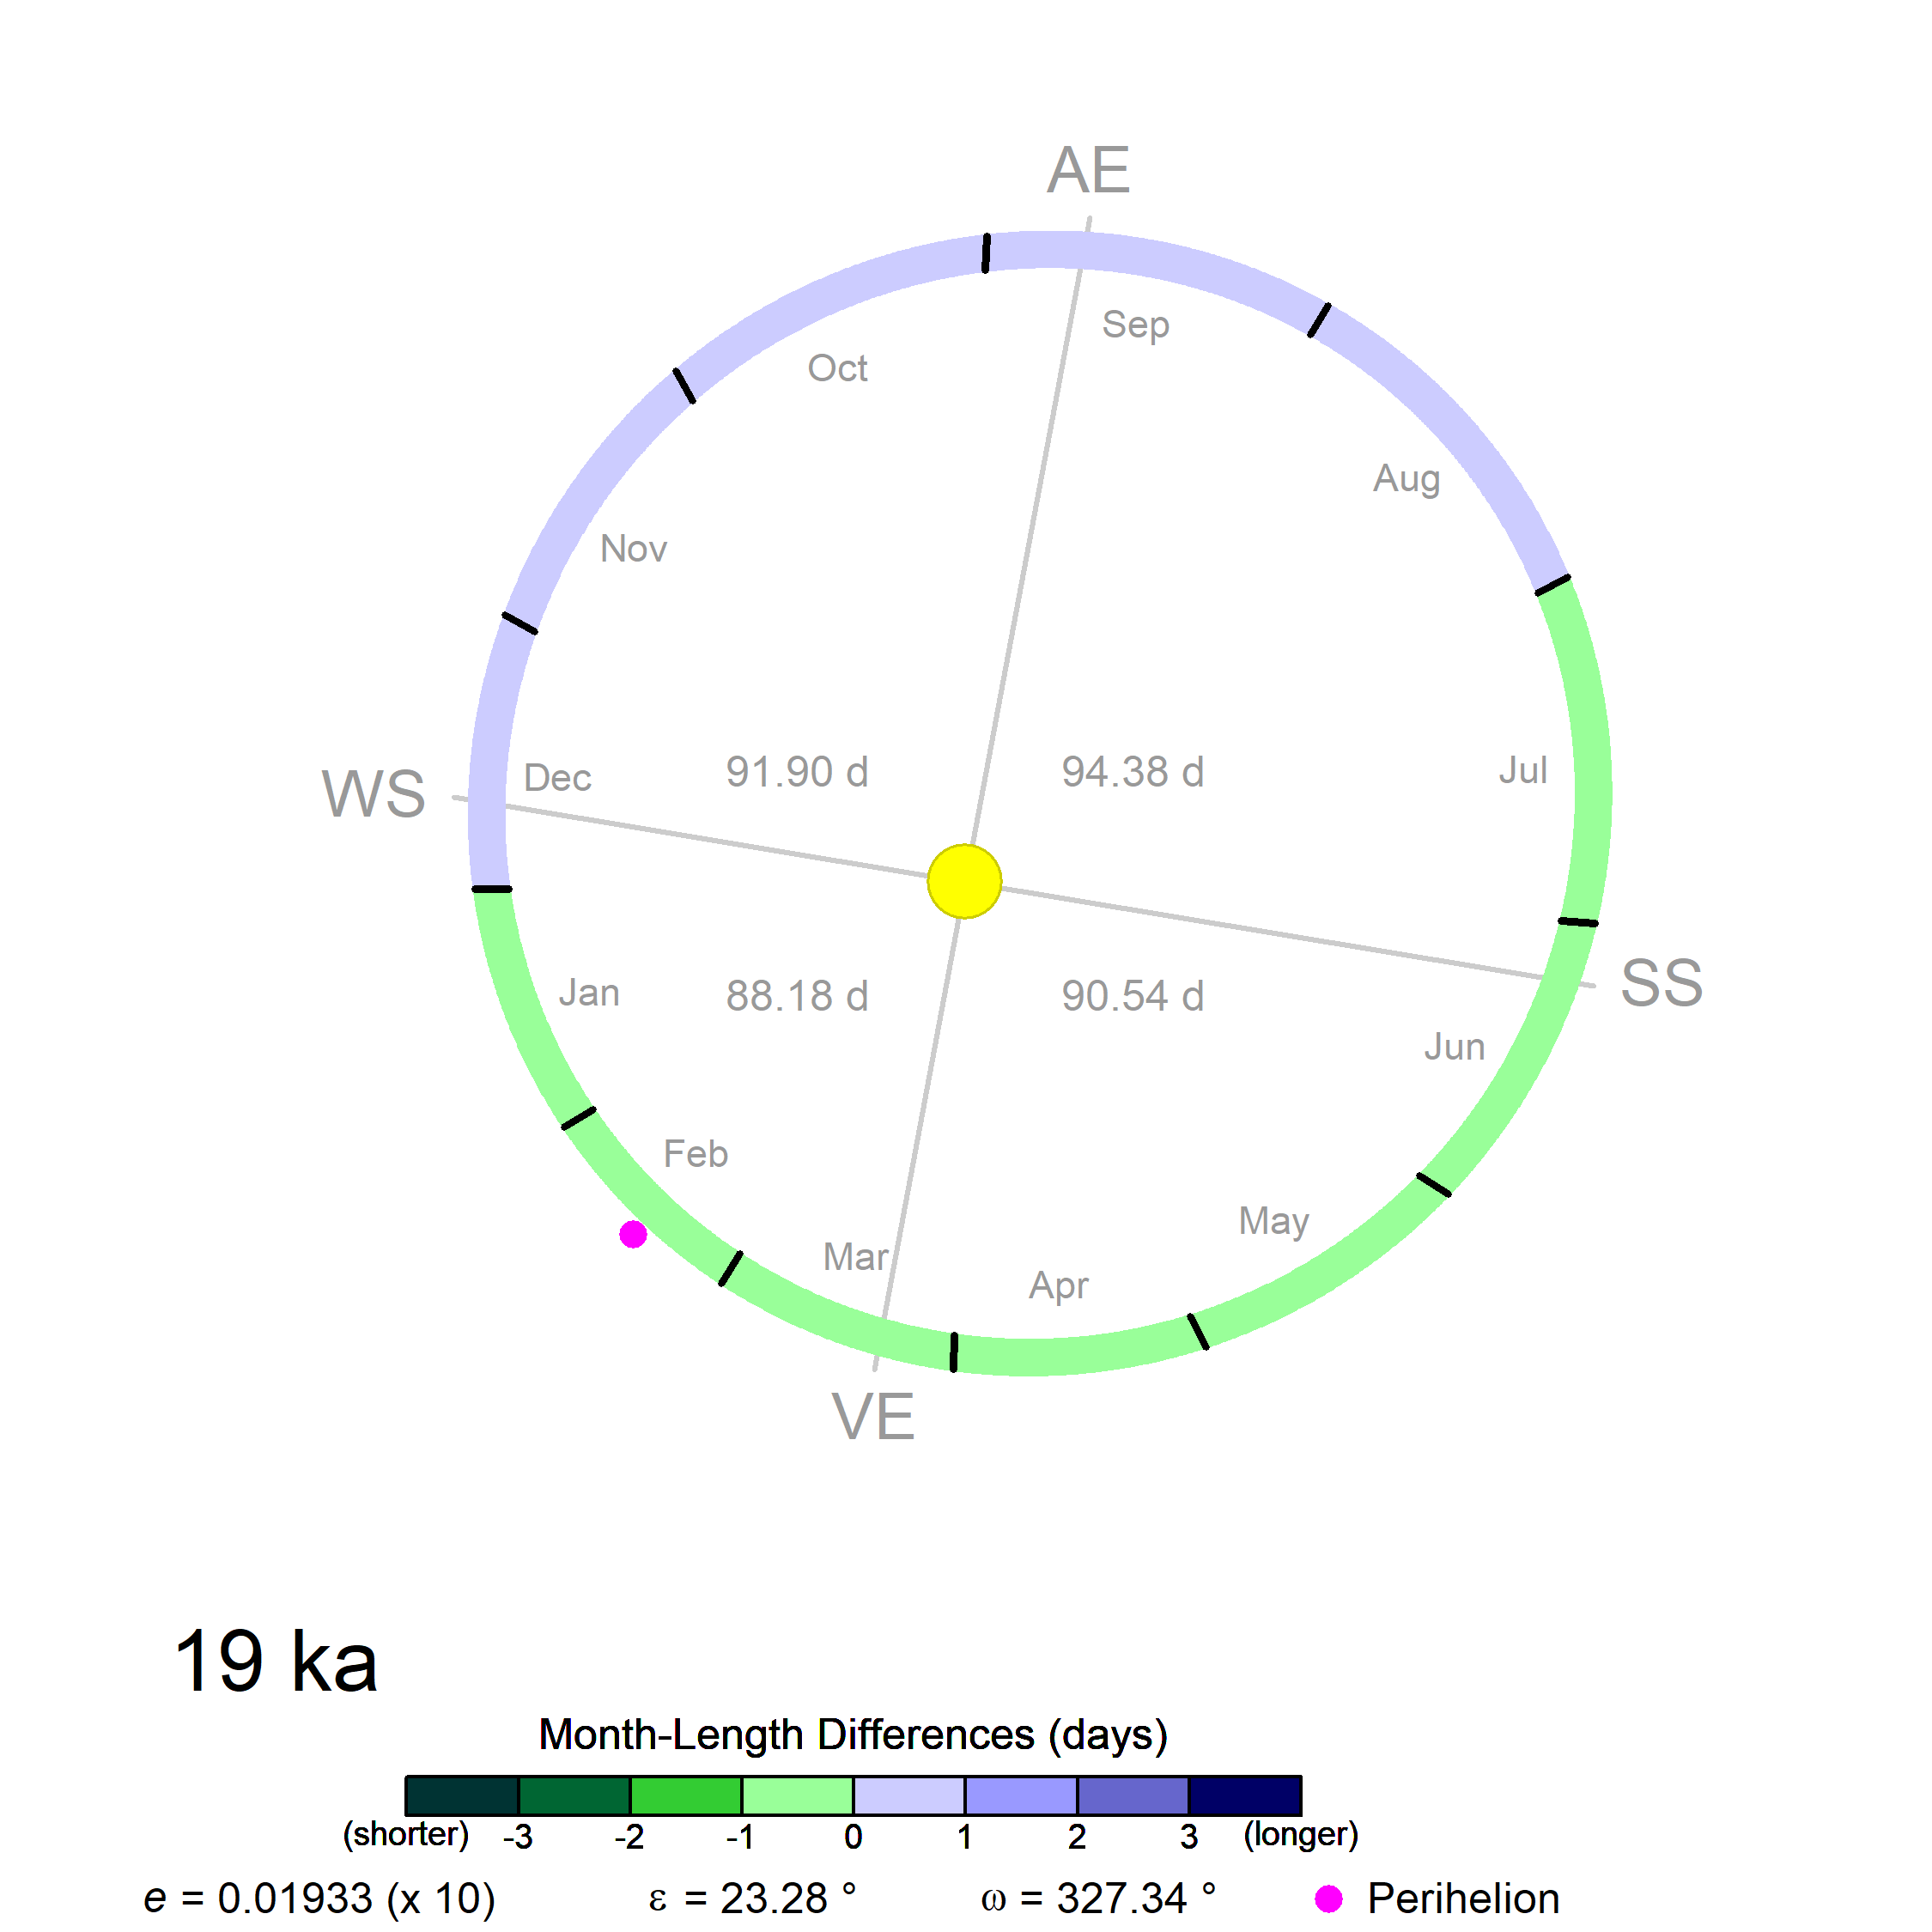 AE
Sep
Oct
Aug
Nov
WS
Dec
91.90 d
94.38 d
Jul
Jan
88.18 d
90.54 d
SS
Jun
Feb
May
Mar
Apr
VE
19 ka
Month-Length Differences (days)
(shorter) -3 -2 -1 0 1 2 3 (longer)
e = 0.01933 (x 10) ε = 23.28 ° ω = 327.34 ° Perihelion